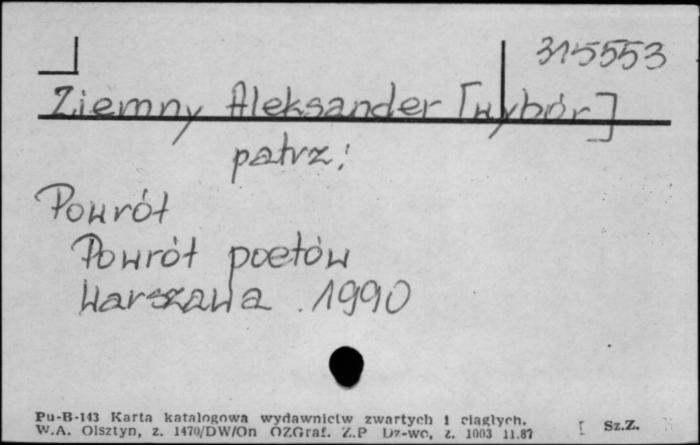 315553
Ziemny Aleksander [wybór]
patrz:
Powrót
Powrót poetów
Warszawa. 1990
Pu-B-143 Karta katalogowa wydawnictw zwartych i ciągłych.
W.A. Olsztyn, z. 1470/DW/On OZGraf. Z.P Dz-wo, z. 1003 11.87 Sz.Z.